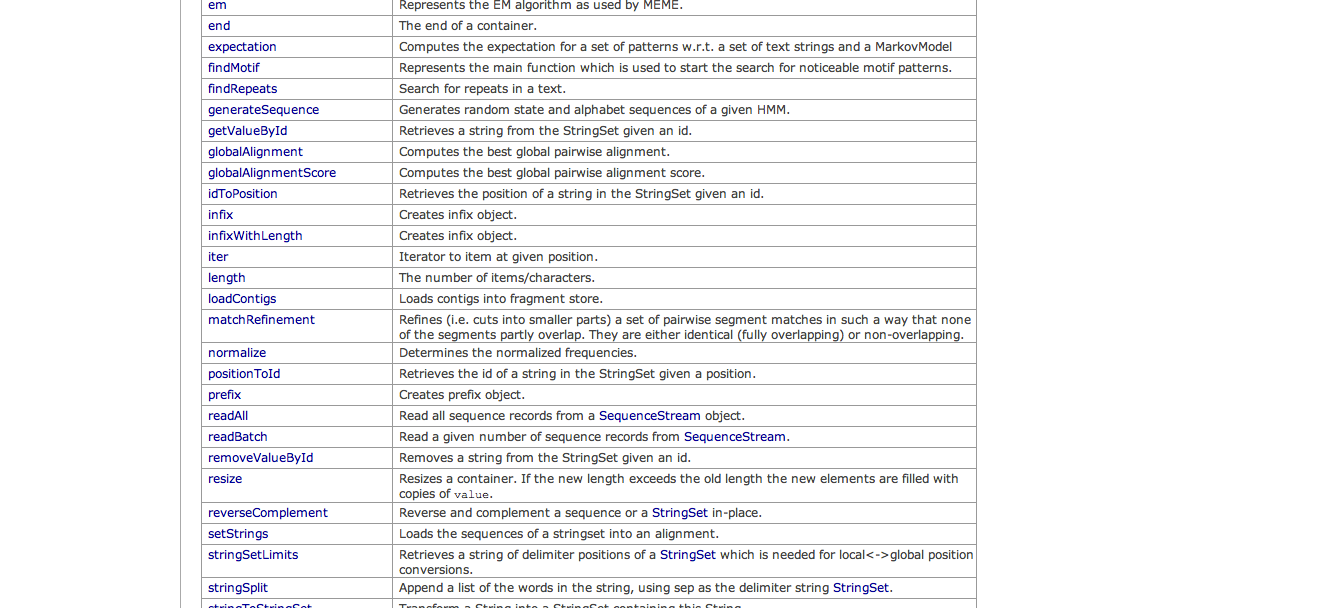 em Represents the EM algorithm as used by MEME.
end The end of a container.
expectation Computes the expectation for a set of patterns w.r.t. a set of text strings and a MarkovModel
findMotif Represents the main function which is used to start the search for noticeable motif patterns.
findRepeats Search for repeats in a text.
generateSequence Generates random state and alphabet sequences of a given HMM.
getValueById Retrieves a string from the StringSet given an id.
globalAlignment Computes the best global pairwise alignment.
globalAlignmentScore Computes the best global pairwise alignment score.
idToPosition Retrieves the position of a string in the StringSet given an id.
infix Creates infix object.
infixWithLength Creates infix object.
iter Iterator to item at given position.
length The number of items/characters.
loadContigs Loads contigs into fragment store.
matchRefinement Refines (i.e. cuts into smaller parts) a set of pairwise segment matches in such a way that none
of the segments partly overlap. They are either identical (fully overlapping) or non-overlapping.
normalize Determines the normalized frequencies.
positionToId Retrieves the id of a string in the StringSet given a position.
prefix Creates prefix object.
readAll Read all sequence records from a SequenceStream object.
readBatch Read a given number of sequence records from SequenceStream.
removeValueById Removes a string from the StringSet given an id.
resize Resizes a container. If the new length exceeds the old length the new elements are filled with
copies of value.
reverseComplement Reverse and complement a sequence or a StringSet in-place.
setStrings Loads the sequences of a stringset into an alignment.
stringSetLimits Retrieves a string of delimiter positions of a StringSet which is needed for local<->global position
conversions.
stringSplit Append a list of the words in the string, using sep as the delimiter string StringSet.
stringToStringSet Transform a String into a StringSet containing this String.